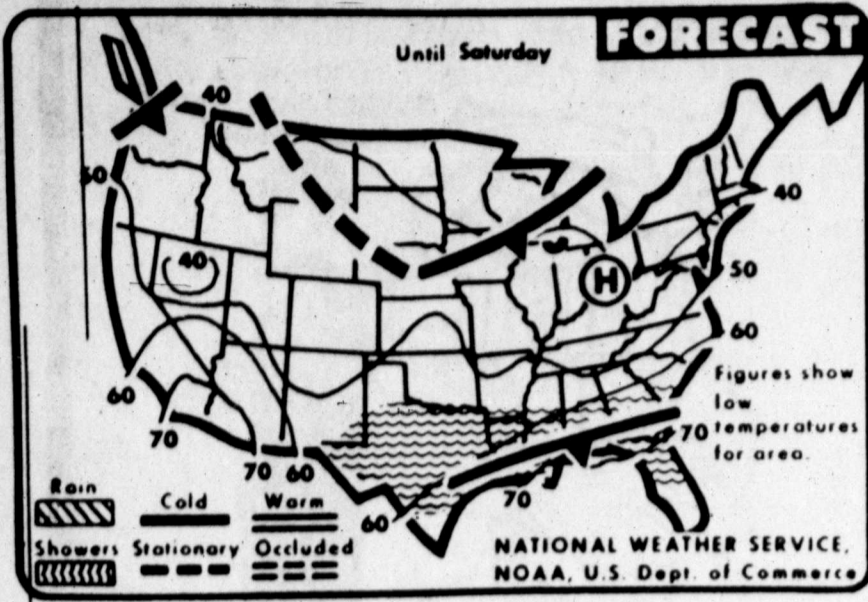 FORECAST
Until Saturday
40
50
40
40
H
50
60
Figures show
low
temperatures
for area.
60
70
70 60
70
70
60
Rain
Cold
Warm
Showers
Stationary
Occluded
NATIONAL WEATHER SERVICE,
NOAA, U.S. Dept. of Commerce